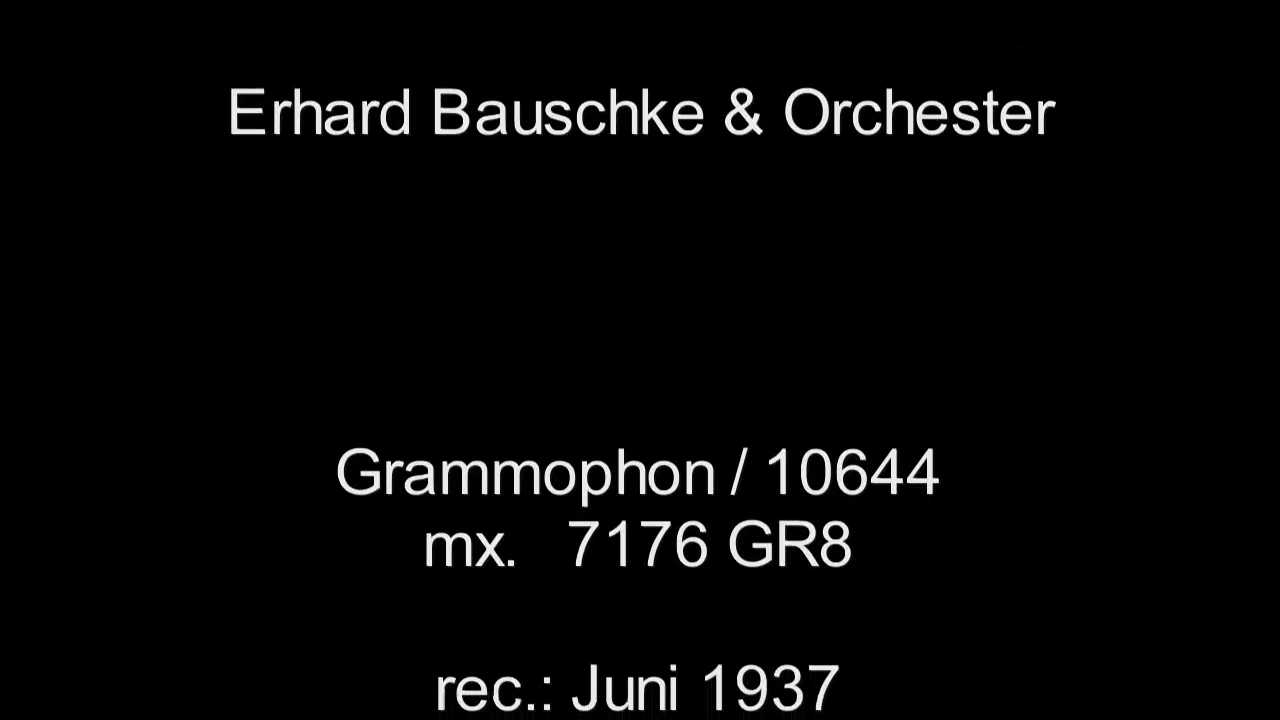 Erhard Bauschke & Orchester
Grammophon / 10644
mx. 7176 GR8
rec.: Juni 1937